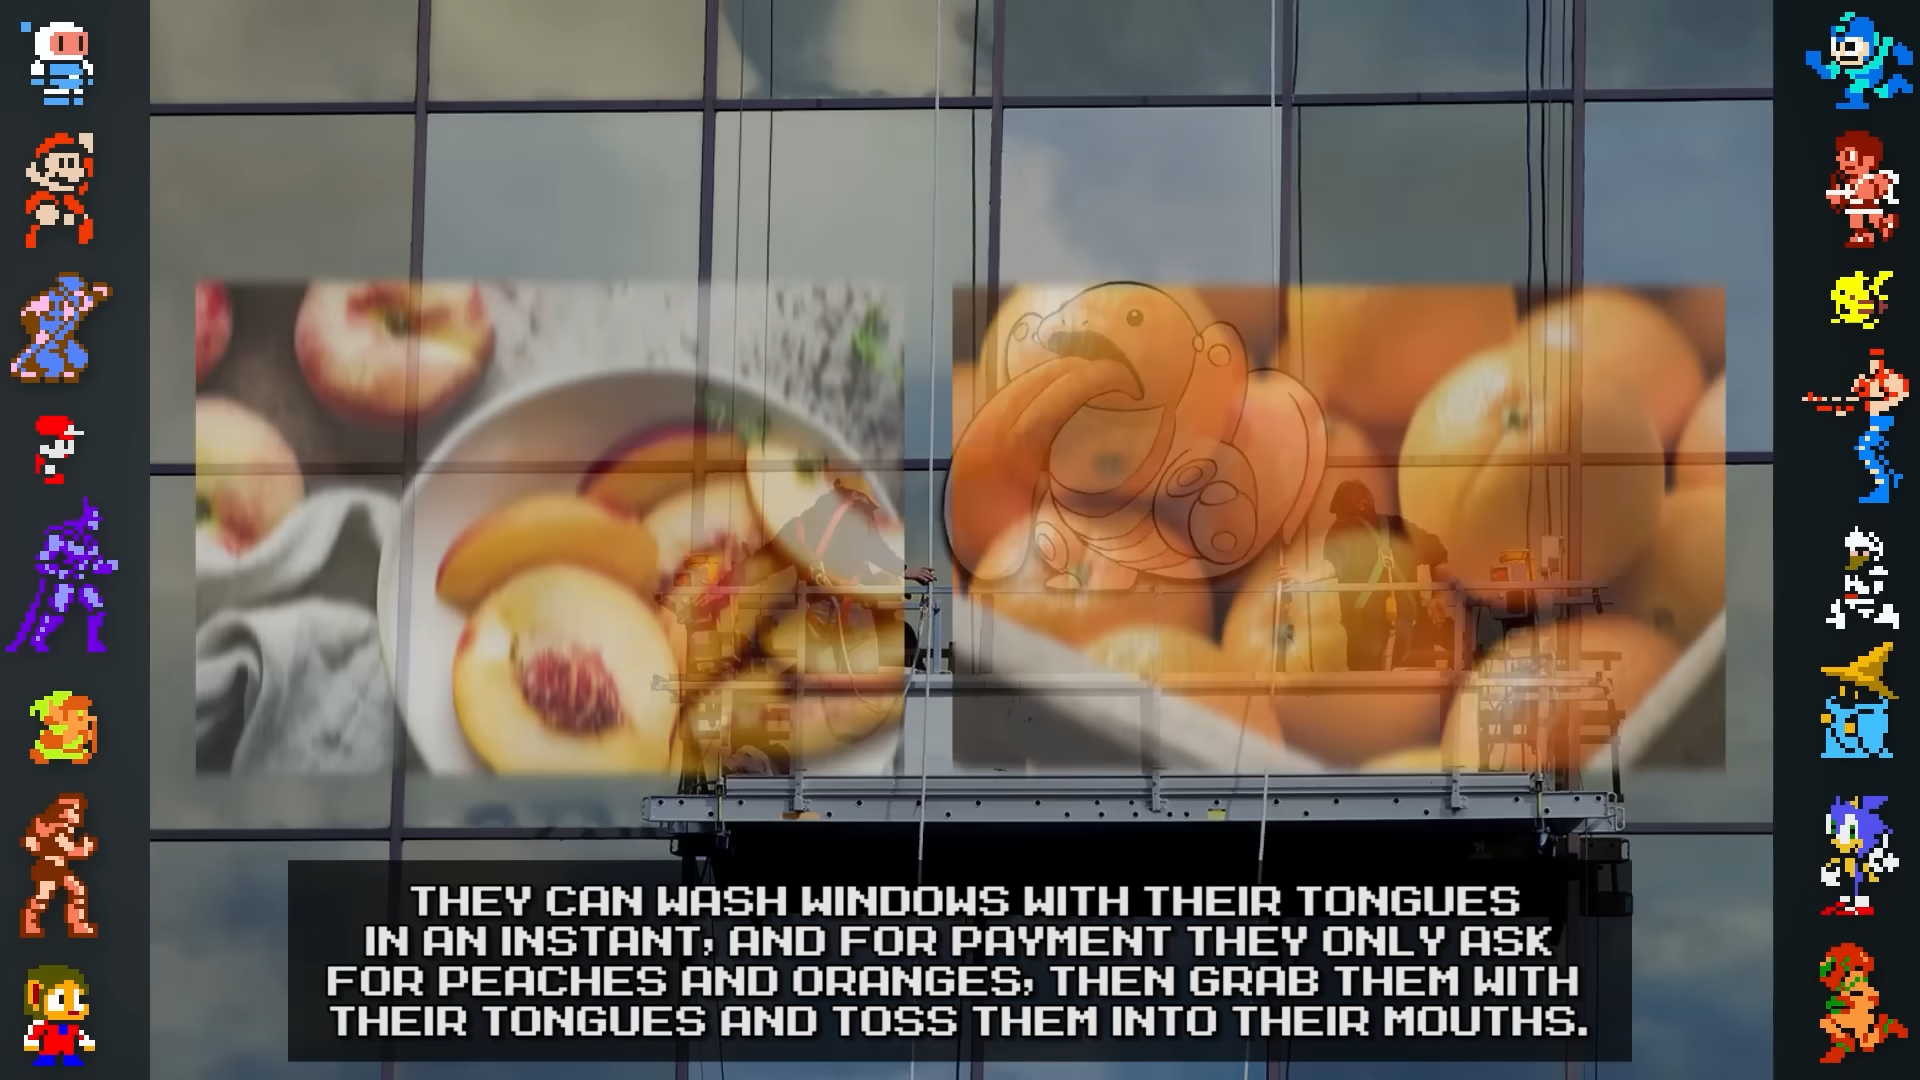 THEY CAN WASH WINDOWS WITH THEIR TONGUES
IN AN INSTANT, AND FOR PAYMENT THEY ONLY ASK
FOR PEACHES AND ORANGES, THEN GRAB THEM WITH
THEIR TONGUES AND TOSS THEM INTO THEIR MOUTHS.